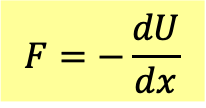 F = − dU/dx